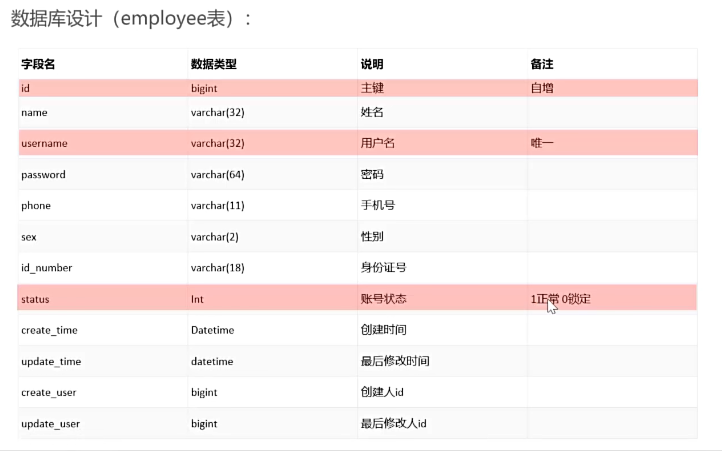 数据库设计（employee表）：
字段名 数据类型 说明 备注
id bigint 主键 自增
name varchar(32) 姓名
username varchar(32) 用户名 唯一
password varchar(64) 密码
phone varchar(11) 手机号
sex varchar(2) 性别
id_number varchar(18) 身份证号
status Int 账号状态 1正常 0锁定
create_time Datetime 创建时间
update_time datetime 最后修改时间
create_user bigint 创建人id
update_user bigint 最后修改人id